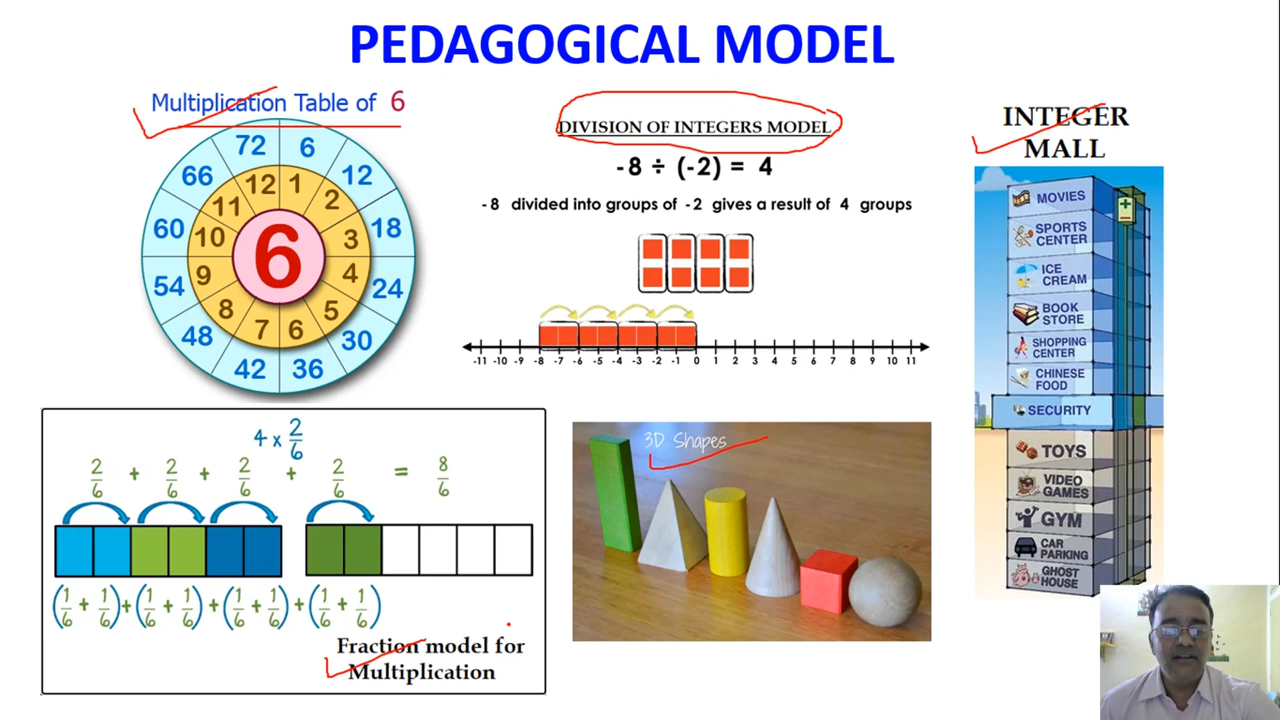 PEDAGOGICAL MODEL
Multiplication Table of 6
72 6
66 12
12 1
11 2
60 10 3 18
6
54 9 4 24
8 5
7 6
48 30
42 36
DIVISION OF INTEGERS MODEL
-8 ÷ (-2) = 4
-8 divided into groups of -2 gives a result of 4 groups
-11 -10 -9 -8 -7 -6 -5 -4 -3 -2 -1 0 1 2 3 4 5 6 7 8 9 10 11
INTEGER
MALL
+
−
MOVIES
SPORTS
CENTER
ICE
CREAM
BOOK
STORE
SHOPPING
CENTER
CHINESE
FOOD
SECURITY
TOYS
VIDEO
GAMES
GYM
CAR
PARKING
GHOST
HOUSE
4 x 2/6
2/6 + 2/6 + 2/6 + 2/6 = 8/6
(1/6 + 1/6) + (1/6 + 1/6) + (1/6 + 1/6) + (1/6 + 1/6)
Fraction model for
Multiplication
3D Shapes